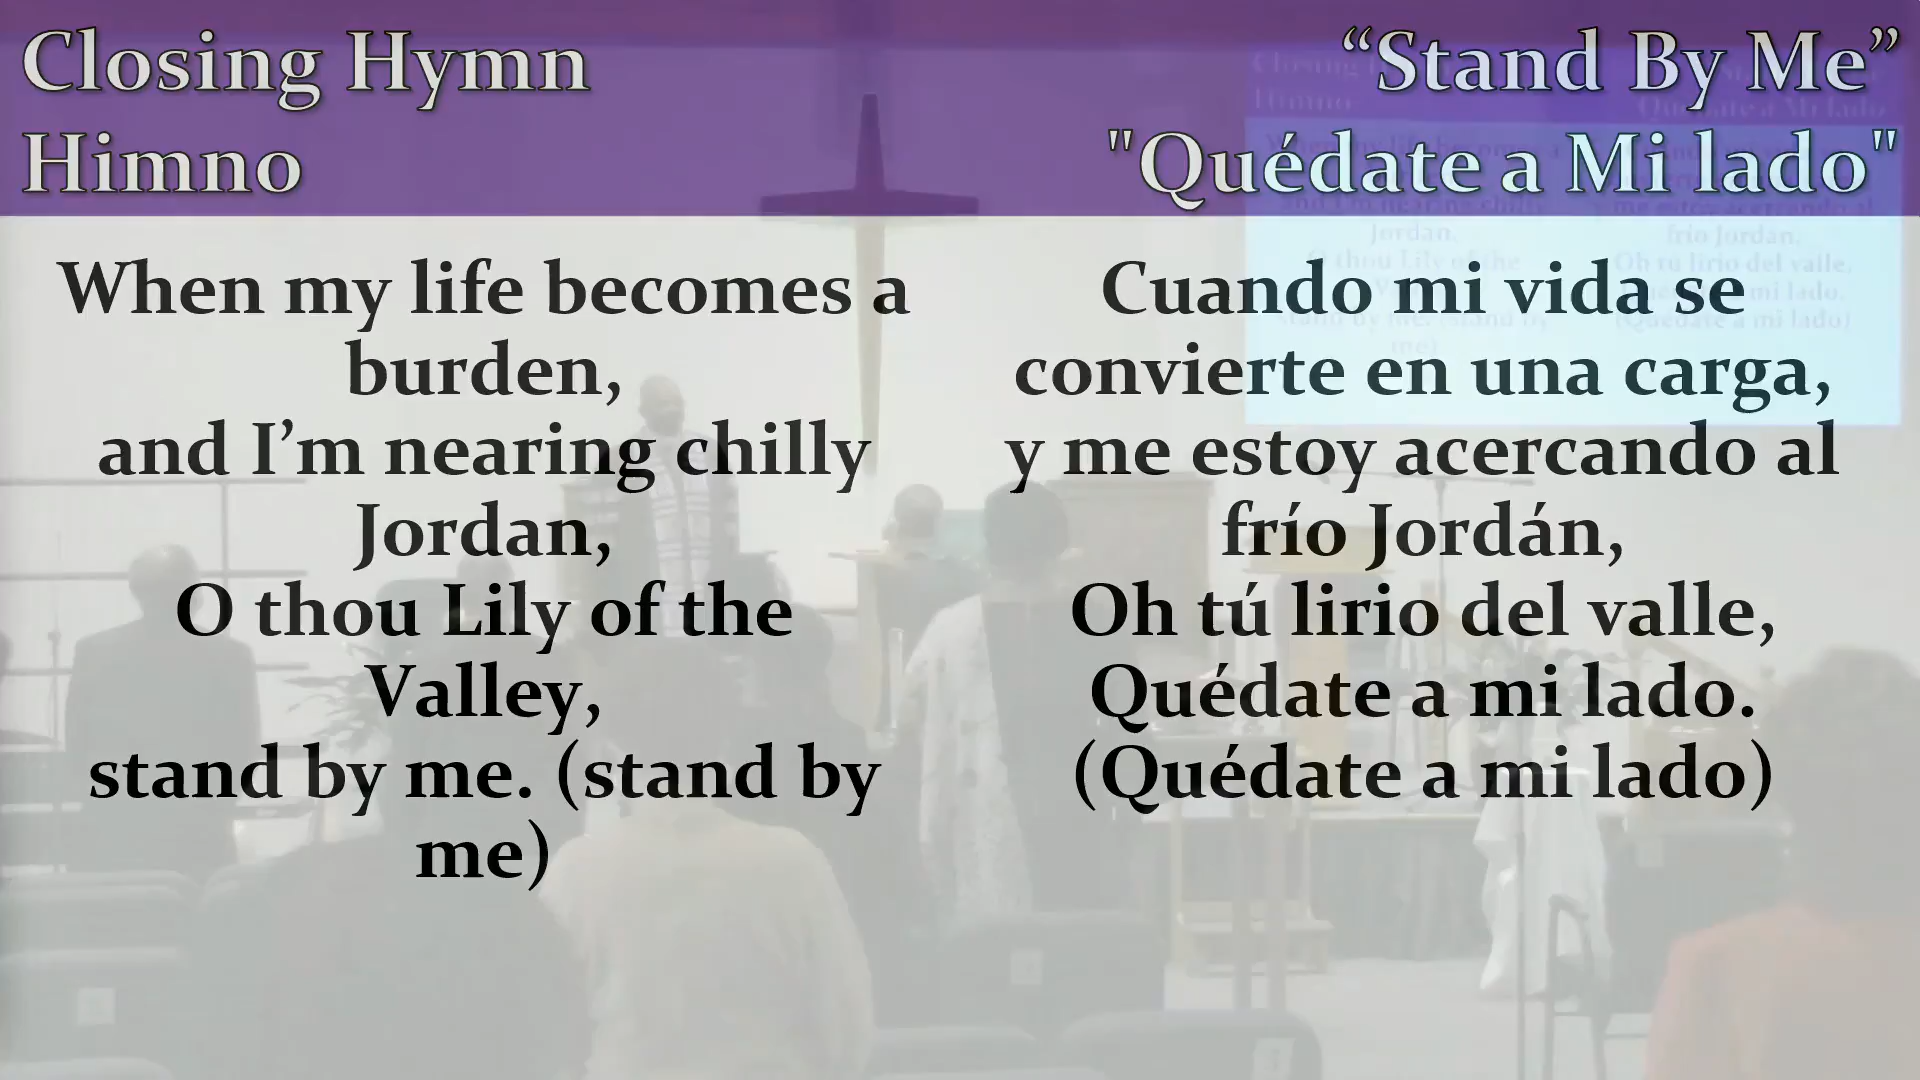 Closing Hymn
Himno
“Stand By Me”
"Quédate a Mi lado"
When my life becomes a
burden,
and I’m nearing chilly
Jordan,
O thou Lily of the
Valley,
stand by me. (stand by
me)
Cuando mi vida se
convierte en una carga,
y me estoy acercando al
frío Jordán,
Oh tú lirio del valle,
Quédate a mi lado.
(Quédate a mi lado)